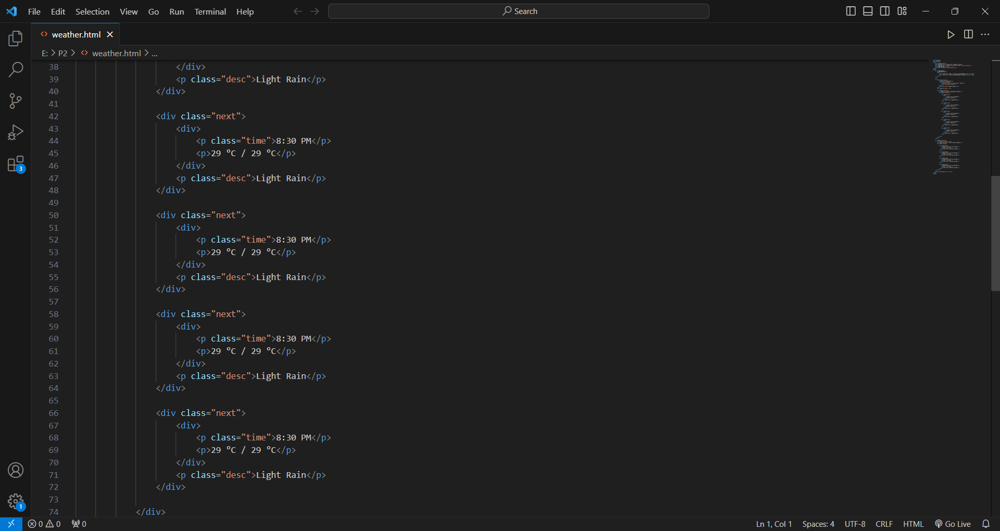 File Edit Selection View Go Run Terminal Help Search
weather.html
E: > P2 > weather.html > ...
38 </div>
39 <p class="desc">Light Rain</p>
40 </div>
41
42 <div class="next">
43 <div>
44 <p class="time">8:30 PM</p>
45 <p>29 °C / 29 °C</p>
46 </div>
47 <p class="desc">Light Rain</p>
48 </div>
49
50 <div class="next">
51 <div>
52 <p class="time">8:30 PM</p>
53 <p>29 °C / 29 °C</p>
54 </div>
55 <p class="desc">Light Rain</p>
56 </div>
57
58 <div class="next">
59 <div>
60 <p class="time">8:30 PM</p>
61 <p>29 °C / 29 °C</p>
62 </div>
63 <p class="desc">Light Rain</p>
64 </div>
65
66 <div class="next">
67 <div>
68 <p class="time">8:30 PM</p>
69 <p>29 °C / 29 °C</p>
70 </div>
71 <p class="desc">Light Rain</p>
72 </div>
73
74 </div>
3
1
0 0 0 Ln 1, Col 1 Spaces: 4 UTF-8 CRLF HTML Go Live